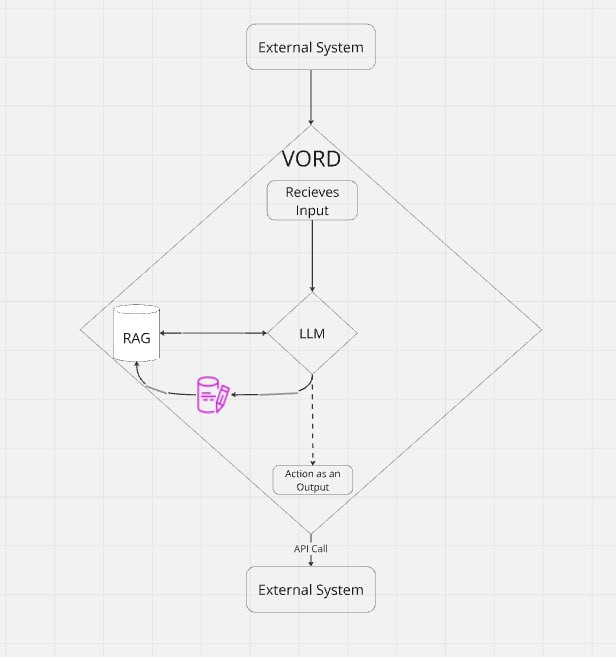 External System
VORD
Recieves
Input
RAG
LLM
Action as an
Output
API Call
External System